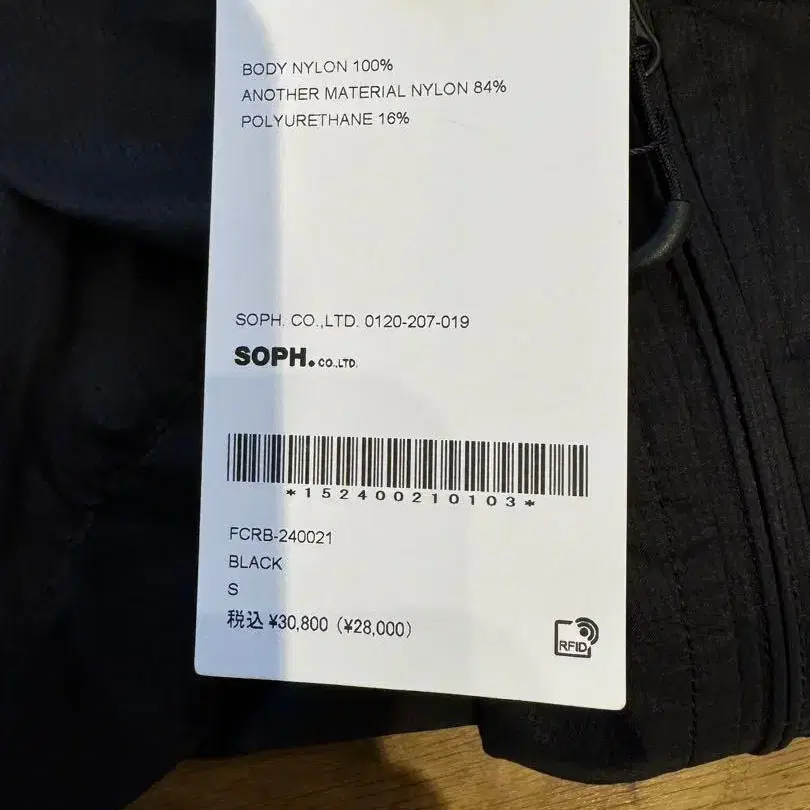 BODY NYLON 100%
ANOTHER MATERIAL NYLON 84%
POLYURETHANE 16%
SOPH. CO.,LTD. 0120-207-019
SOPH. CO.,LTD.
*152400210103*
FCRB-240021
BLACK
S
税込 ¥30,800 (¥28,000)
RFID